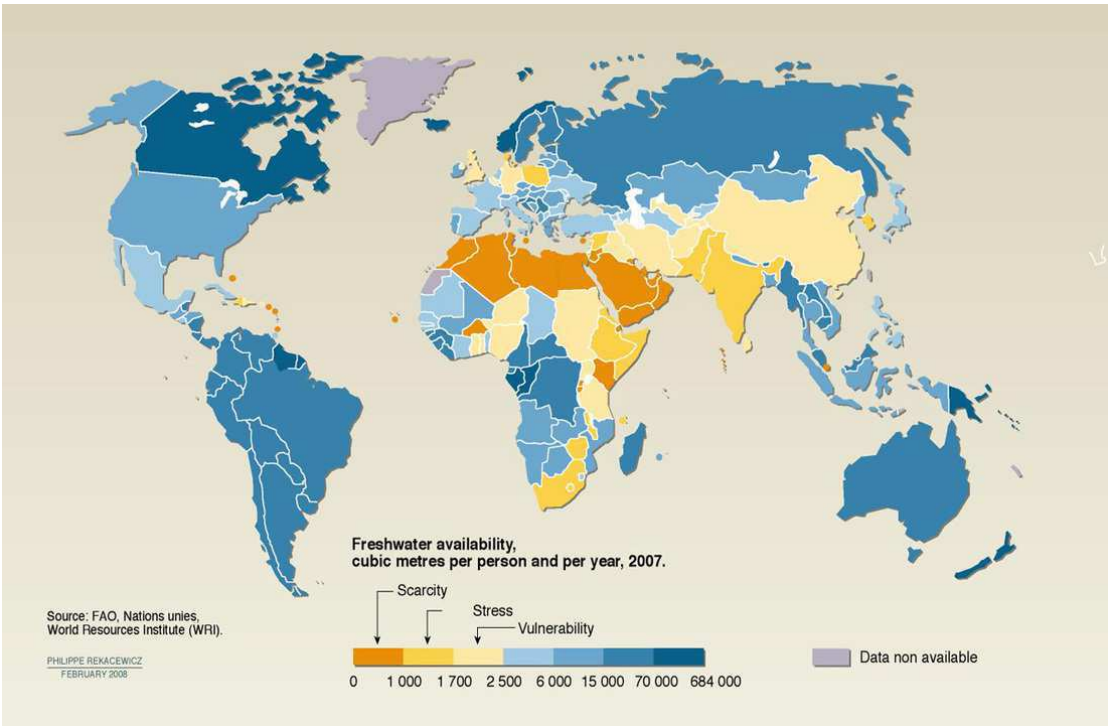 Freshwater availability,
cubic metres per person and per year, 2007.
Scarcity
Stress
Vulnerability
0 1 000 1 700 2 500 6 000 15 000 70 000 684 000
Data non available
Source: FAO, Nations unies,
World Resources Institute (WRI).
PHILIPPE REKACEWICZ
FEBRUARY 2008